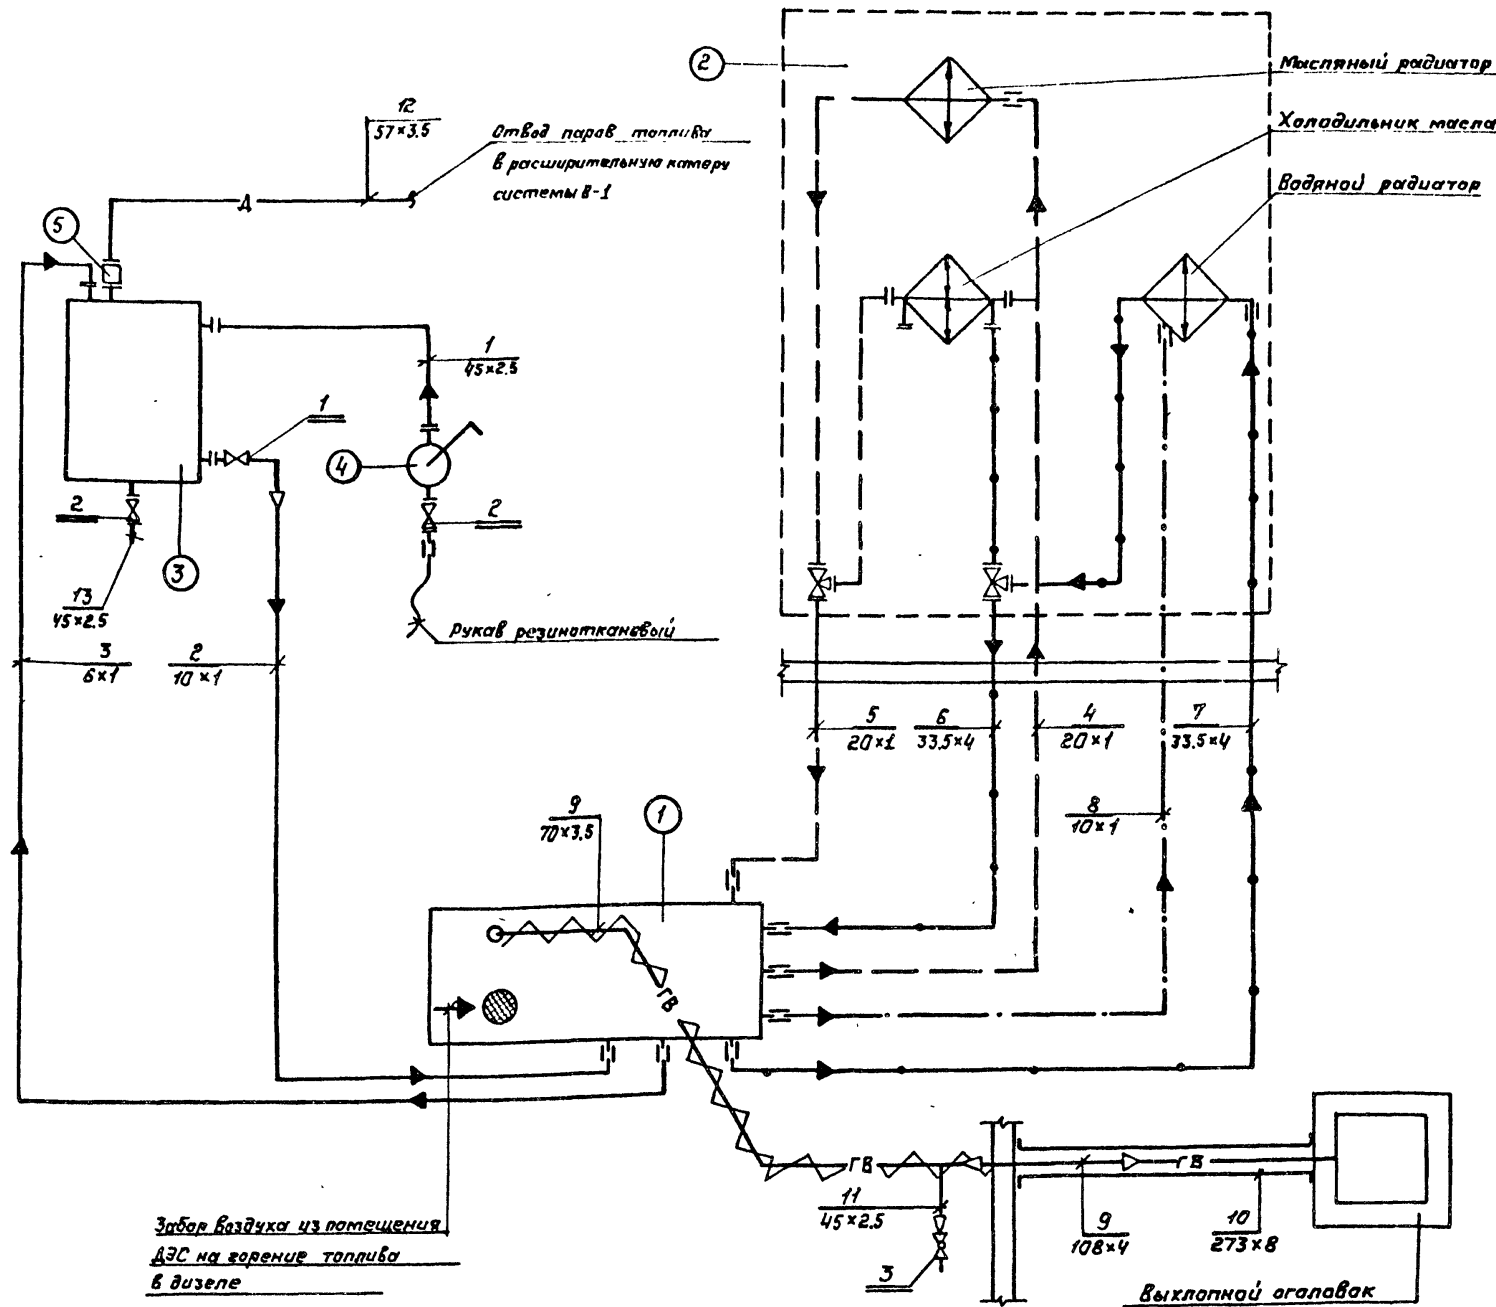 2
Масляный радиатор
12
57×3.5
Отвод паров топлива
в расширительную камеру
системы В-1
Холодильник масла
Водяной радиатор
Д
5
1
45×2.5
1
4
2
2
3
13
45×2.5
Рукав резинотканевый
3
6×1
2
10×1
5
20×1
6
33.5×4
4
20×1
7
33.5×4
8
10×1
9
70×3.5
1
ГВ
ГВ
ГВ
11
45×2.5
9
108×4
10
273×8
3
Забор воздуха из помещения
ДЭС на горение топлива
в дизеле
Выхлопной оголовок